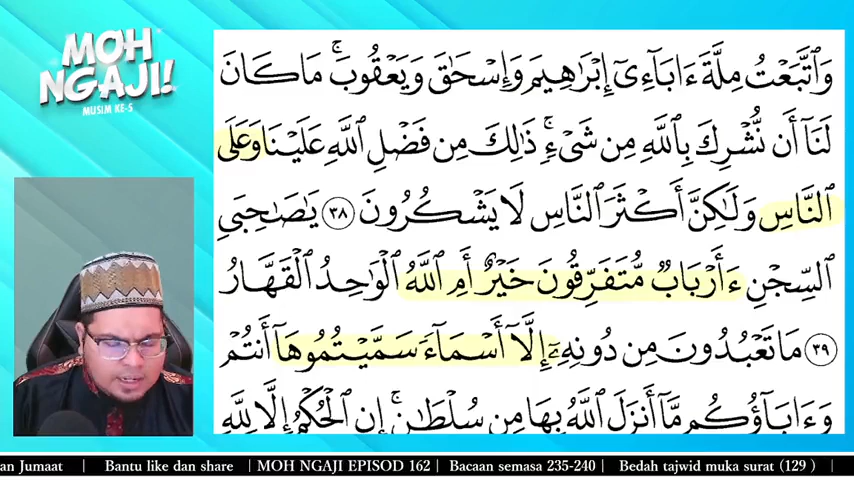 MOH
NGAJI!
MUSIM KE-5
وَٱتَّبَعْتُ مِلَّةَ ءَابَآءِىٓ إِبْرَٰهِيمَ وَإِسْحَٰقَ وَيَعْقُوبَ ۚ مَا كَانَ
لَنَآ أَن نُّشْرِكَ بِٱللَّهِ مِن شَىْءٍ ۚ ذَٰلِكَ مِن فَضْلِ ٱللَّهِ عَلَيْنَا وَعَلَى
ٱلنَّاسِ وَلَٰكِنَّ أَكْثَرَ ٱلنَّاسِ لَا يَشْكُرُونَ ٣٨ يَٰصَىٰحِبَىِ
ٱلسِّجْنِ ءَأَرْبَابٌ مُّتَفَرِّقُونَ خَيْرٌ أَمِ ٱللَّهُ ٱلْوَٰحِدُ ٱلْقَهَّارُ
٣٩ مَا تَعْبُدُونَ مِن دُونِهِۦٓ إِلَّآ أَسْمَآءً سَمَّيْتُمُوهَآ أَنتُمْ
وَءَابَآؤُكُم مَّآ أَنزَلَ ٱللَّهُ بِهَا مِن سُلْطَٰنٍ ۚ إِنِ ٱلْحُكْمُ إِلَّا لِلَّهِ
an Jumaat | Bantu like dan share | MOH NGAJI EPISOD 162 | Bacaan semasa 235-240 | Bedah tajwid muka surat (129 ) |